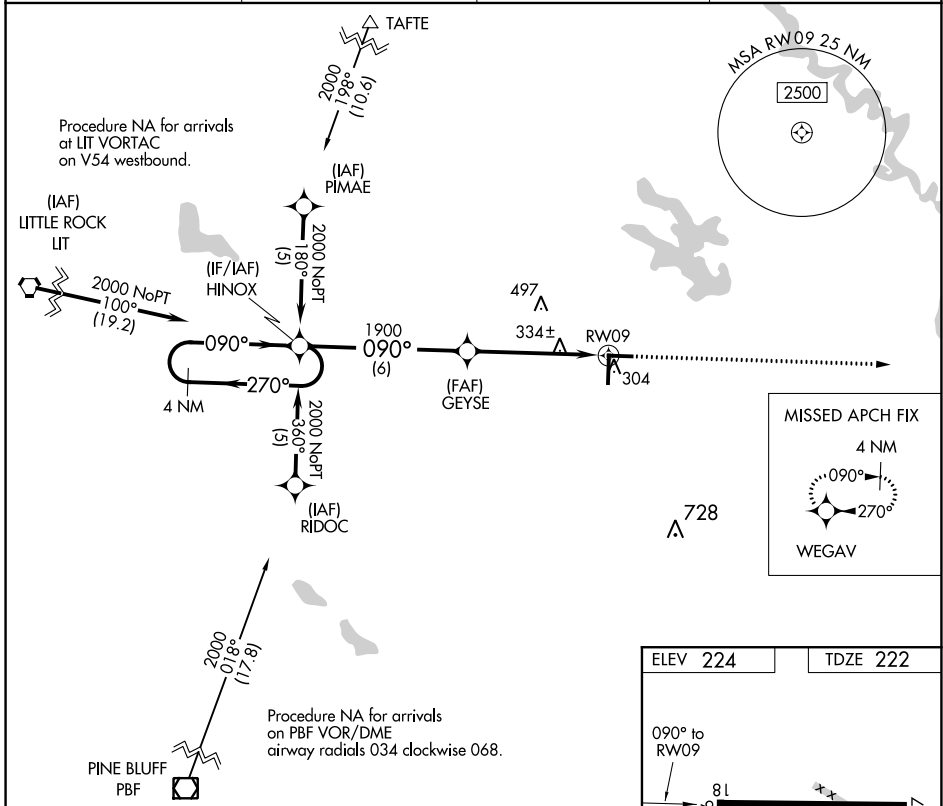 TAFTE
2000
198°
(10.6)
MSA RW09 25 NM
2500
Procedure NA for arrivals
at LIT VORTAC
on V54 westbound.
(IAF)
PIMAE
(IAF)
LITTLE ROCK
LIT
2000 NoPT
180°
(5)
(IF/IAF)
HINOX
2000 NoPT
100°
(19.2)
497
334±
RW09
1900
090°
(6)
090°
270°
4 NM
(FAF)
GEYSE
304
2000 NoPT
360°
(5)
MISSED APCH FIX
4 NM
090°
270°
WEGAV
(IAF)
RIDOC
728
2000
018°
(17.8)
ELEV 224
TDZE 222
Procedure NA for arrivals
on PBF VOR/DME
airway radials 034 clockwise 068.
090° to
RW09
PINE BLUFF
PBF
18